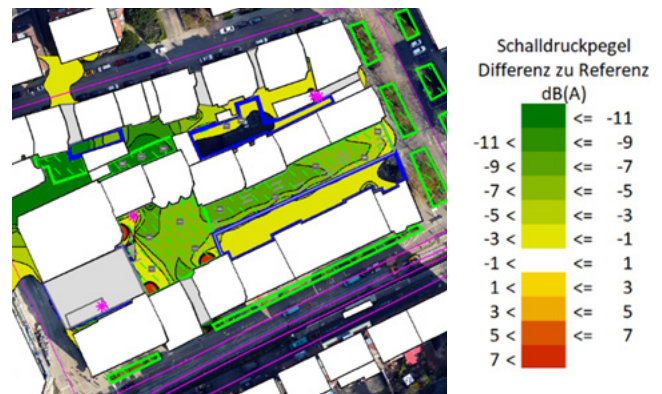 Schalldruckpegel
Differenz zu Referenz
dB(A)
<= -11
-11 < <= -9
-9 < <= -7
-7 < <= -5
-5 < <= -3
-3 < <= -1
-1 < <= 1
1 < <= 3
3 < <= 5
5 < <= 7
7 <